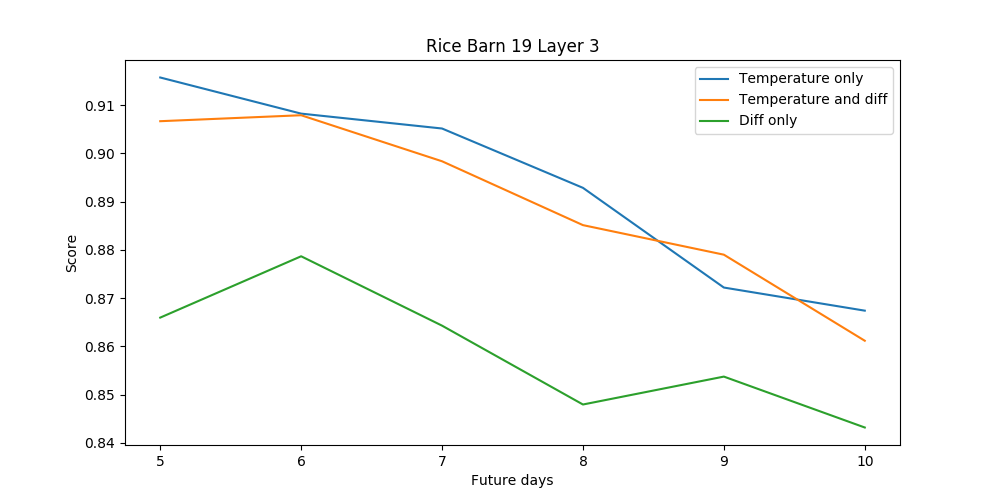 Rice Barn 19 Layer 3
Temperature only
Temperature and diff
Diff only
0.91
0.90
0.89
0.88
0.87
0.86
0.85
0.84
Score
5 6 7 8 9 10
Future days